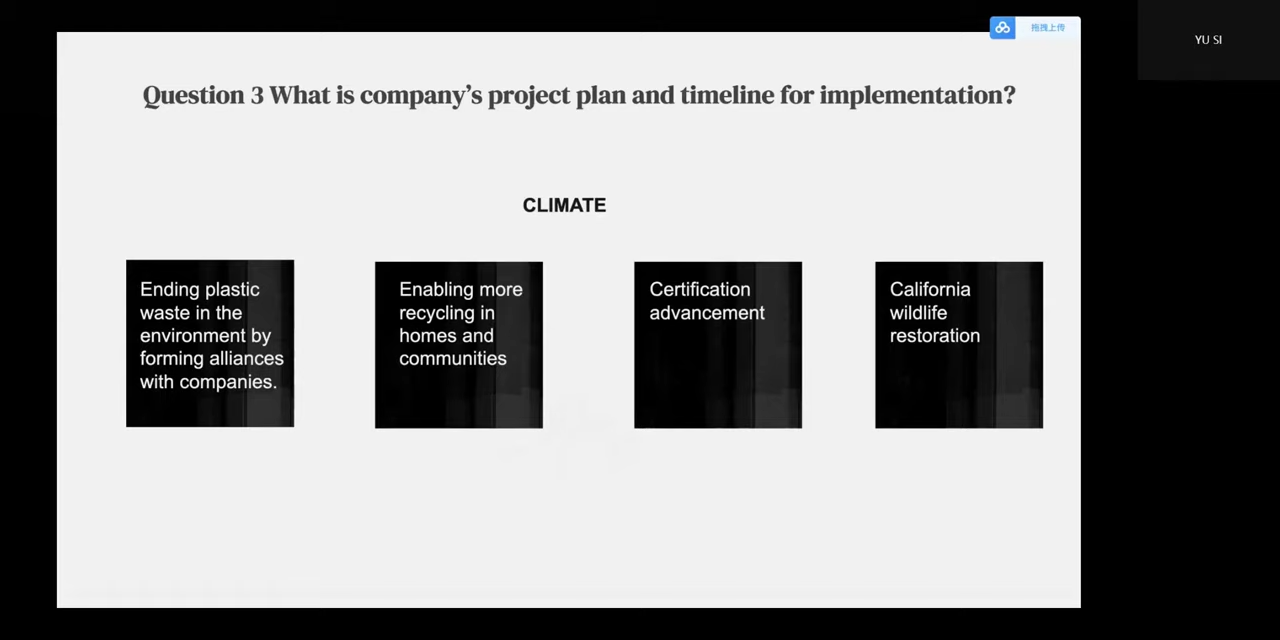 拖拽上传
YU SI
Question 3 What is company’s project plan and timeline for implementation?
CLIMATE
Ending plastic
waste in the
environment by
forming alliances
with companies.
Enabling more
recycling in
homes and
communities
Certification
advancement
California
wildlife
restoration